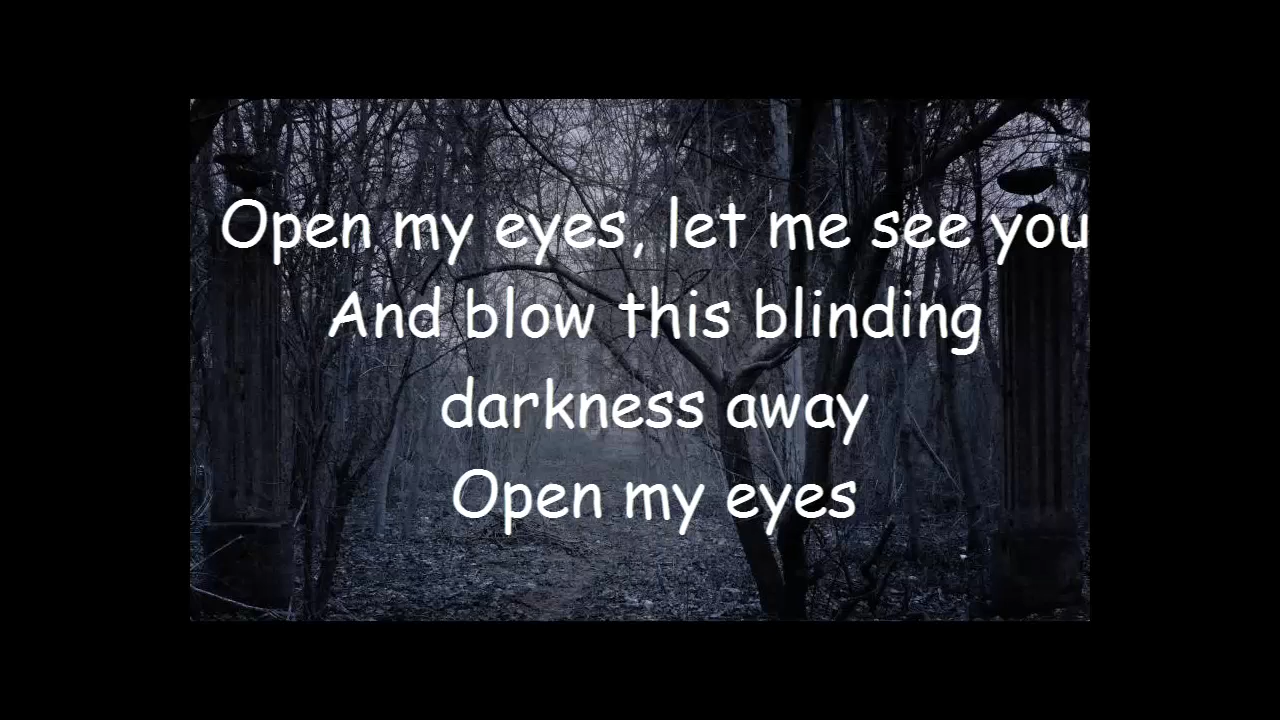 Open my eyes, let me see you
And blow this blinding
darkness away
Open my eyes